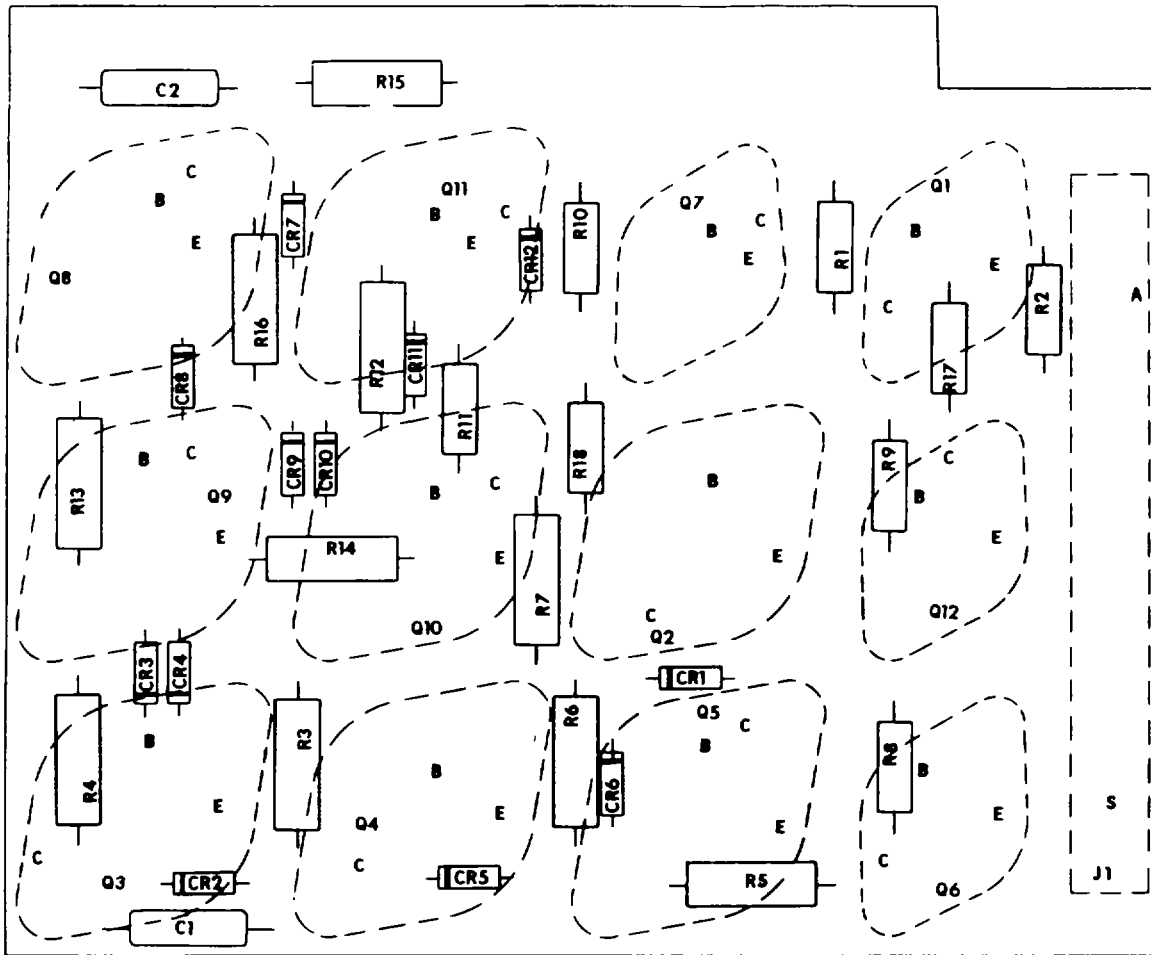 C2
R15
C
B
E
Q8
CR7
R16
Q11
B
C
E
CR12
R10
Q7
B
C
E
R1
Q1
B
E
C
R2
R17
A
CR8
R12
CR11
R11
R13
B
C
Q9
E
CR9
CR10
R14
B
C
E
Q10
R18
R7
B
E
C
Q2
R9
C
B
E
Q12
CR3
CR4
CR1
R4
B
E
C
Q3
CR2
C1
R3
B
E
Q4
C
CR5
R6
CR6
Q5
C
B
E
R5
R8
B
E
C
Q6
S
J1